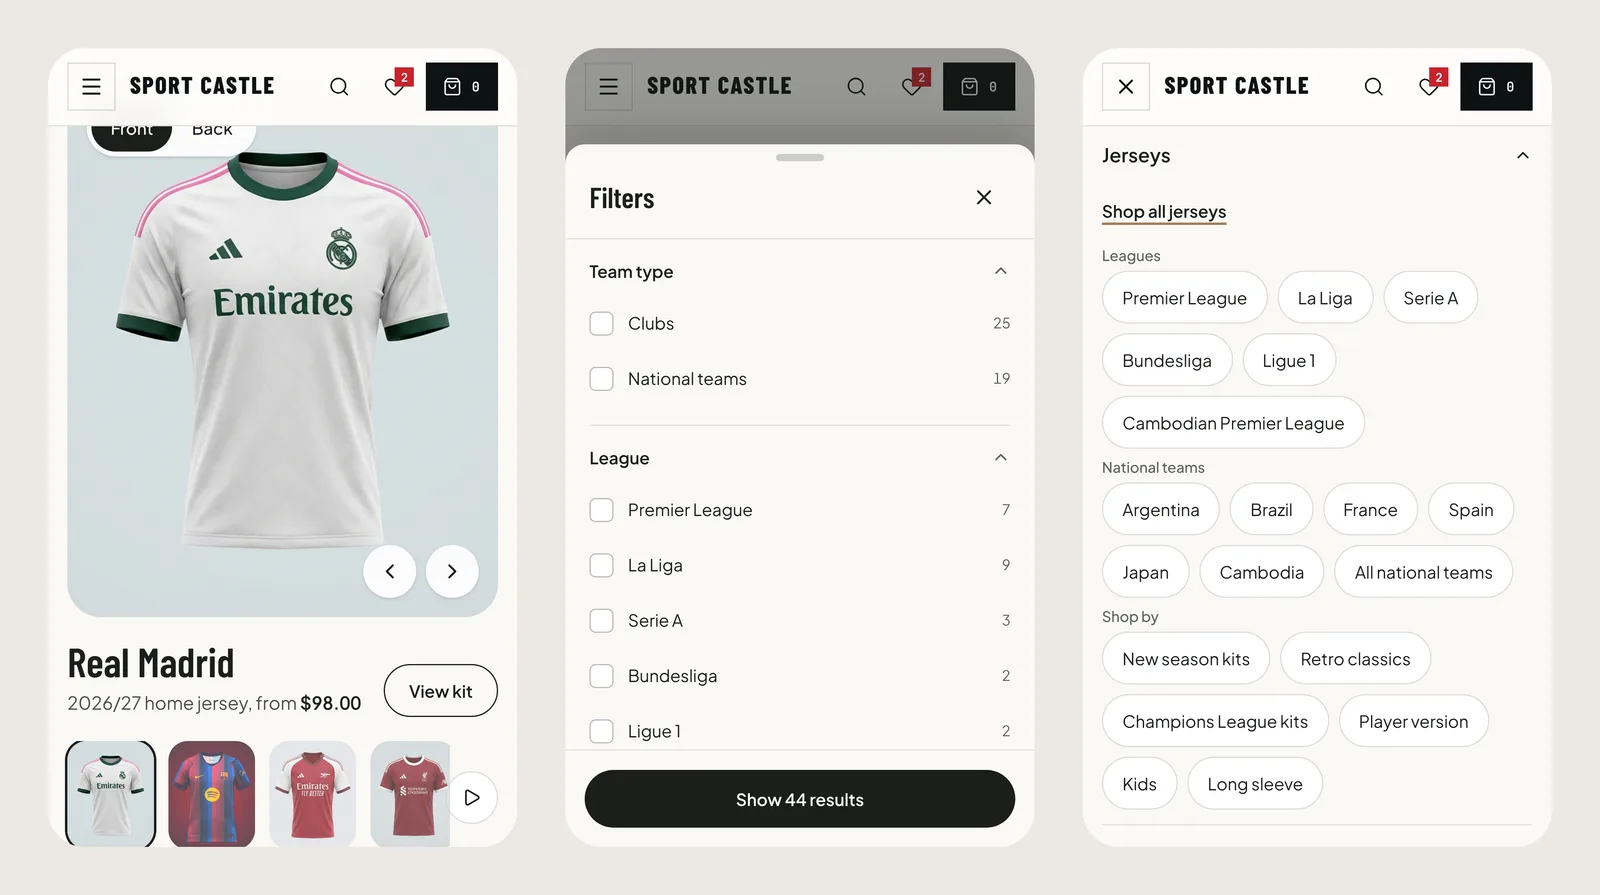 SPORT CASTLE
2
0
Front
Back
Emirates
Real Madrid
2026/27 home jersey, from $98.00
View kit
Emirates
Emirates
FLY BETTER
SPORT CASTLE
2
0
Filters
Team type
Clubs
25
National teams
19
League
Premier League
7
La Liga
9
Serie A
3
Bundesliga
2
Ligue 1
2
Show 44 results
SPORT CASTLE
2
0
Jerseys
Shop all jerseys
Leagues
Premier League
La Liga
Serie A
Bundesliga
Ligue 1
Cambodian Premier League
National teams
Argentina
Brazil
France
Spain
Japan
Cambodia
All national teams
Shop by
New season kits
Retro classics
Champions League kits
Player version
Kids
Long sleeve